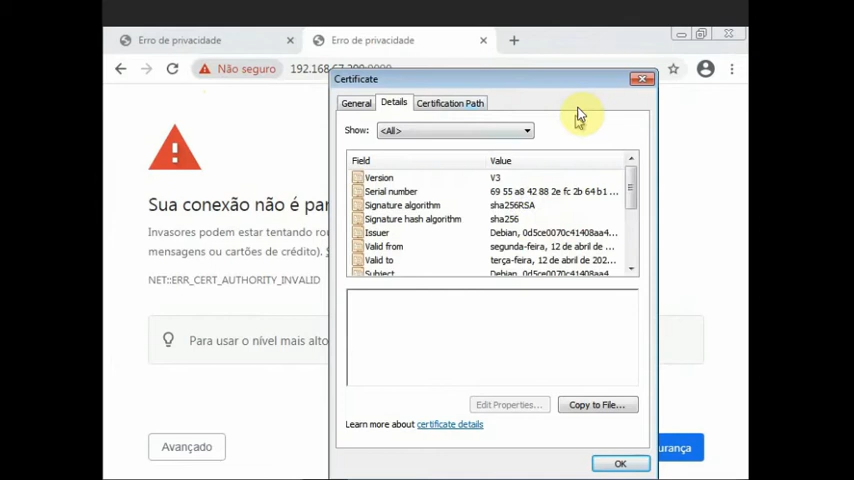 Erro de privacidade
Erro de privacidade
Não seguro
Certificate
General
Details
Certification Path
Show:
<All>
Field Value
Version V3
Serial number 69 55 a8 42 88 2e fc 2b 64 b1 ...
Signature algorithm sha256RSA
Signature hash algorithm sha256
Issuer Debian, 0d5ce0070c41408aa4...
Valid from segunda-feira, 12 de abril de ...
Valid to terça-feira, 12 de abril de 202...
Subject Debian, 0d5ce0070c41408aa4...
Edit Properties...
Copy to File...
Learn more about certificate details
OK
Sua conexão não é par
Invasores podem estar tentando ro
mensagens ou cartões de crédito).
NET::ERR_CERT_AUTHORITY_INVALID
Para usar o nível mais alto
Avançado
urança